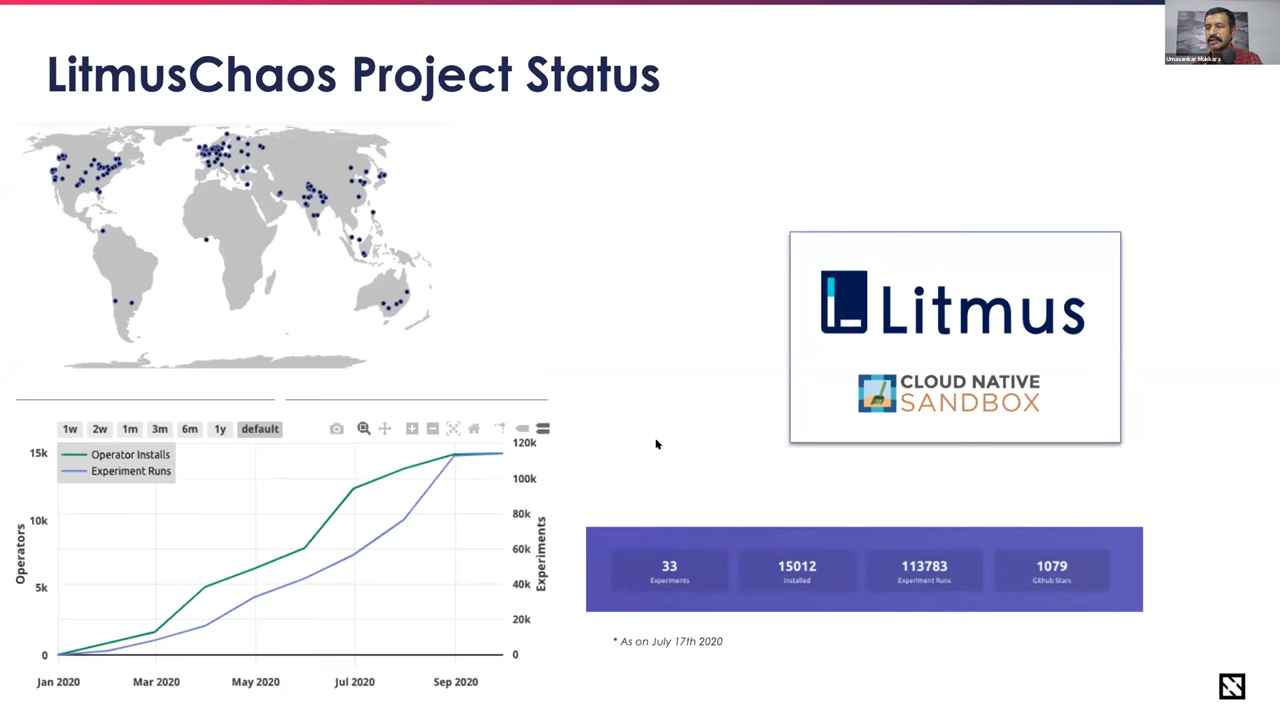 LitmusChaos Project Status
Umasankar Mukkara
Litmus
CLOUD NATIVE
SANDBOX
1w 2w 1m 3m 6m 1y default
Operator Installs
Experiment Runs
15k
10k
5k
0
Operators
120k
100k
80k
60k
40k
20k
0
Experiments
Jan 2020 Mar 2020 May 2020 Jul 2020 Sep 2020
33 15012 113783 1079
Experiments Installed Experiment Runs Github Stars
* As on July 17th 2020